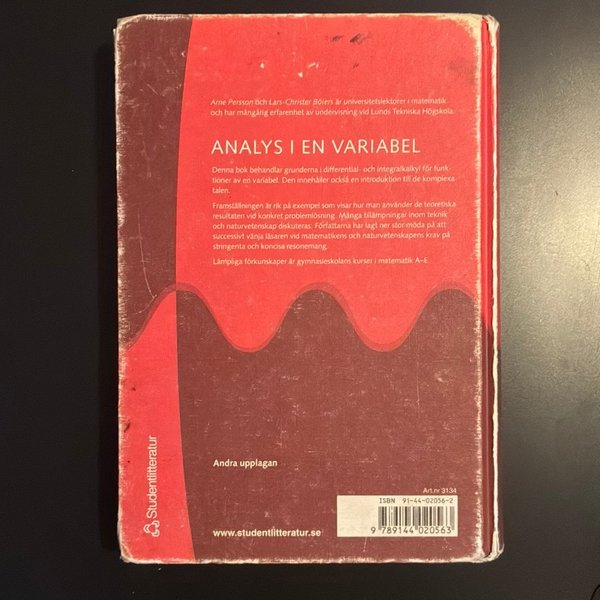 Arne Persson och Lars-Christer Böiers är universitetslektorer i matematik
och har mångårig erfarenhet av undervisning vid Lunds Tekniska Högskola.
ANALYS I EN VARIABEL
Denna bok behandlar grunderna i differential- och integralkalkyl för funk-
tioner av en variabel. Den innehåller också en introduktion till de komplexa
talen.
Framställningen är rik på exempel som visar hur man använder de teoretiska
resultaten vid konkret problemlösning. Många tillämpningar inom teknik
och naturvetenskap diskuteras. Författarna har lagt ner stor möda på att
successivt vänja läsaren vid matematikens och naturvetenskapens krav på
stringenta och koncisa resonemang.
Lämpliga förkunskaper är gymnasieskolans kurser i matematik A–E.
Andra upplagan
Studentlitteratur
www.studentlitteratur.se
Art.nr 3134
ISBN 91-44-02056-2
9 789144 020563